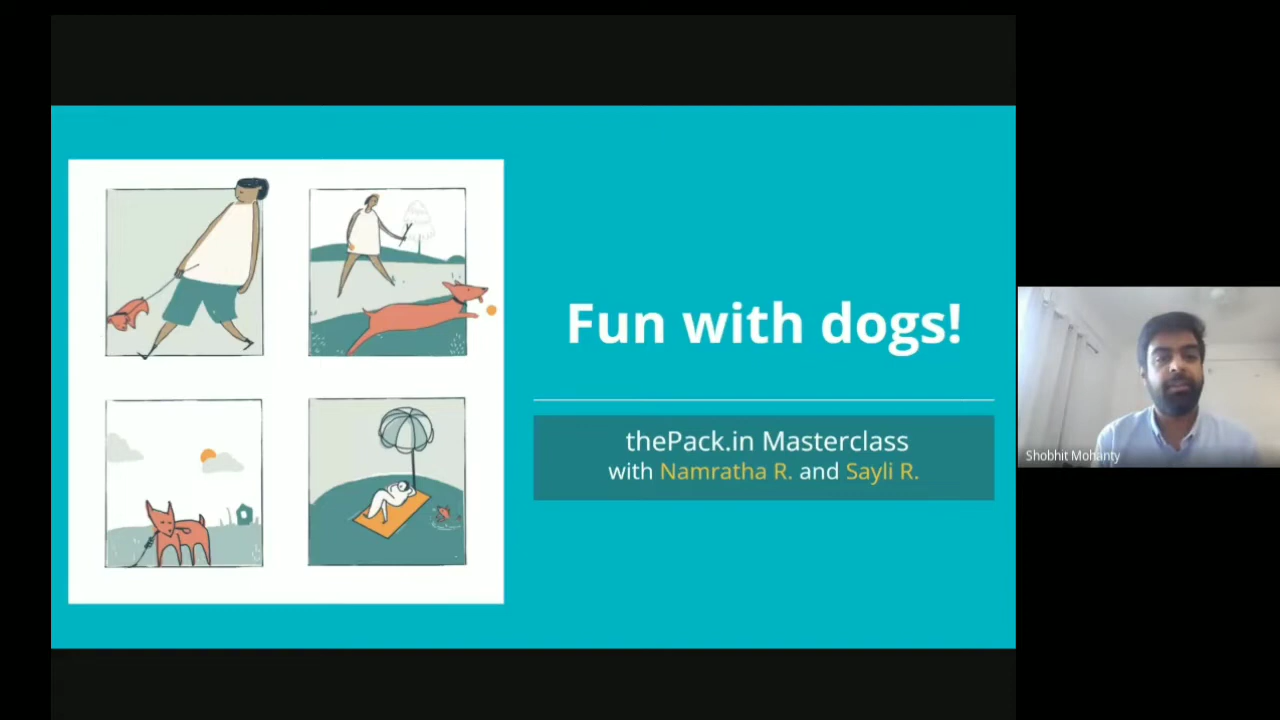 Fun with dogs!
thePack.in Masterclass
with Namratha R. and Sayli R.
Shobhit Mohanty